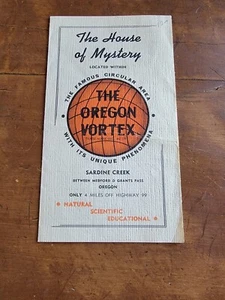 The House
of Mystery
LOCATED WITHIN
THE FAMOUS CIRCULAR AREA
THE
OREGON
VORTEX
WITH ITS UNIQUE PHENOMENA
SARDINE CREEK
BETWEEN MEDFORD & GRANTS PASS
OREGON
ONLY 4 MILES OFF HIGHWAY 99
NATURAL
SCIENTIFIC
EDUCATIONAL